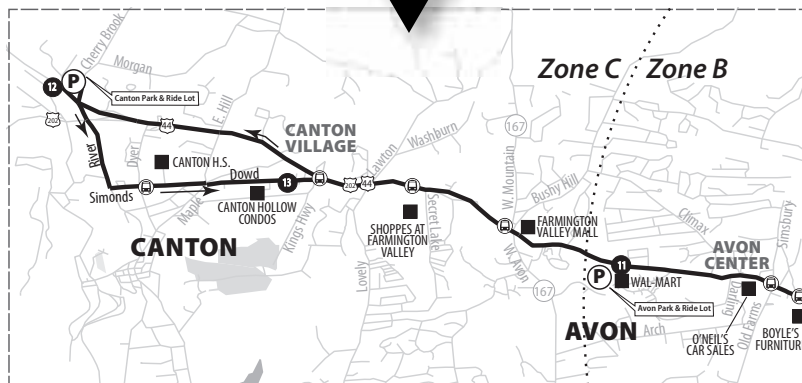 Cherry Brook
Morgan
12
P
Canton Park & Ride Lot
202
44
E. Hill
River
Dyer
CANTON H.S.
CANTON
VILLAGE
Simonds
Dowd
13
Maple
CANTON HOLLOW
CONDOS
Kings Hwy
CANTON
Lawton
Washburn
202
44
SHOPPES AT
FARMINGTON
VALLEY
Secret Lake
Lovely
Zone C
Zone B
167
W. Mountain
Bushy Hill
FARMINGTON
VALLEY MALL
W. Avon
167
P
11
WAL-MART
Avon Park & Ride Lot
AVON
Arch
Climax
AVON
CENTER
Simsbury
Darling
Old Farms
O'NEIL'S
CAR SALES
BOYLE'S
FURNITUR